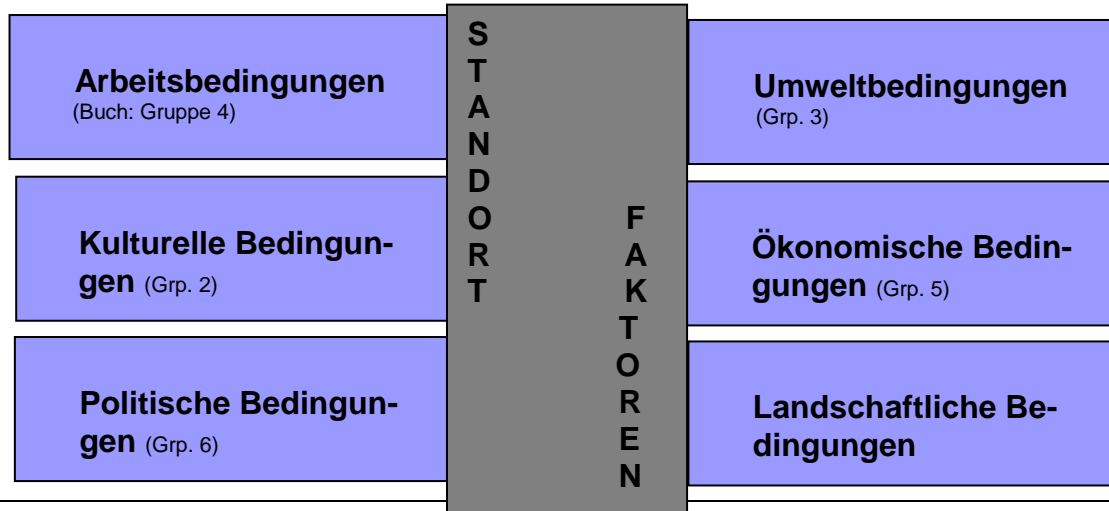 Arbeitsbedingungen
(Buch: Gruppe 4)
Kulturelle Bedingun-
gen (Grp. 2)
Politische Bedingun-
gen (Grp. 6)
S
T
A
N
D
O
R
T
F
A
K
T
O
R
E
N
Umweltbedingungen
(Grp. 3)
Ökonomische Bedin-
gungen (Grp. 5)
Landschaftliche Be-
dingungen